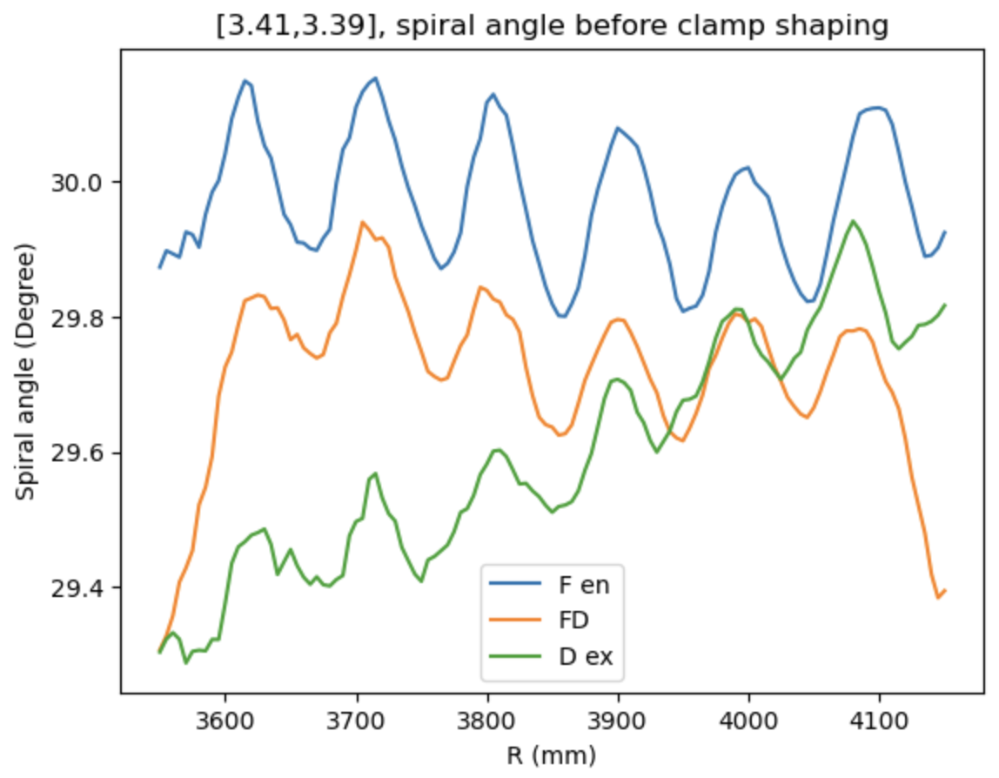 [3.41,3.39], spiral angle before clamp shaping
Spiral angle (Degree)
30.0
29.8
29.6
29.4
F en
FD
D ex
3600 3700 3800 3900 4000 4100
R (mm)